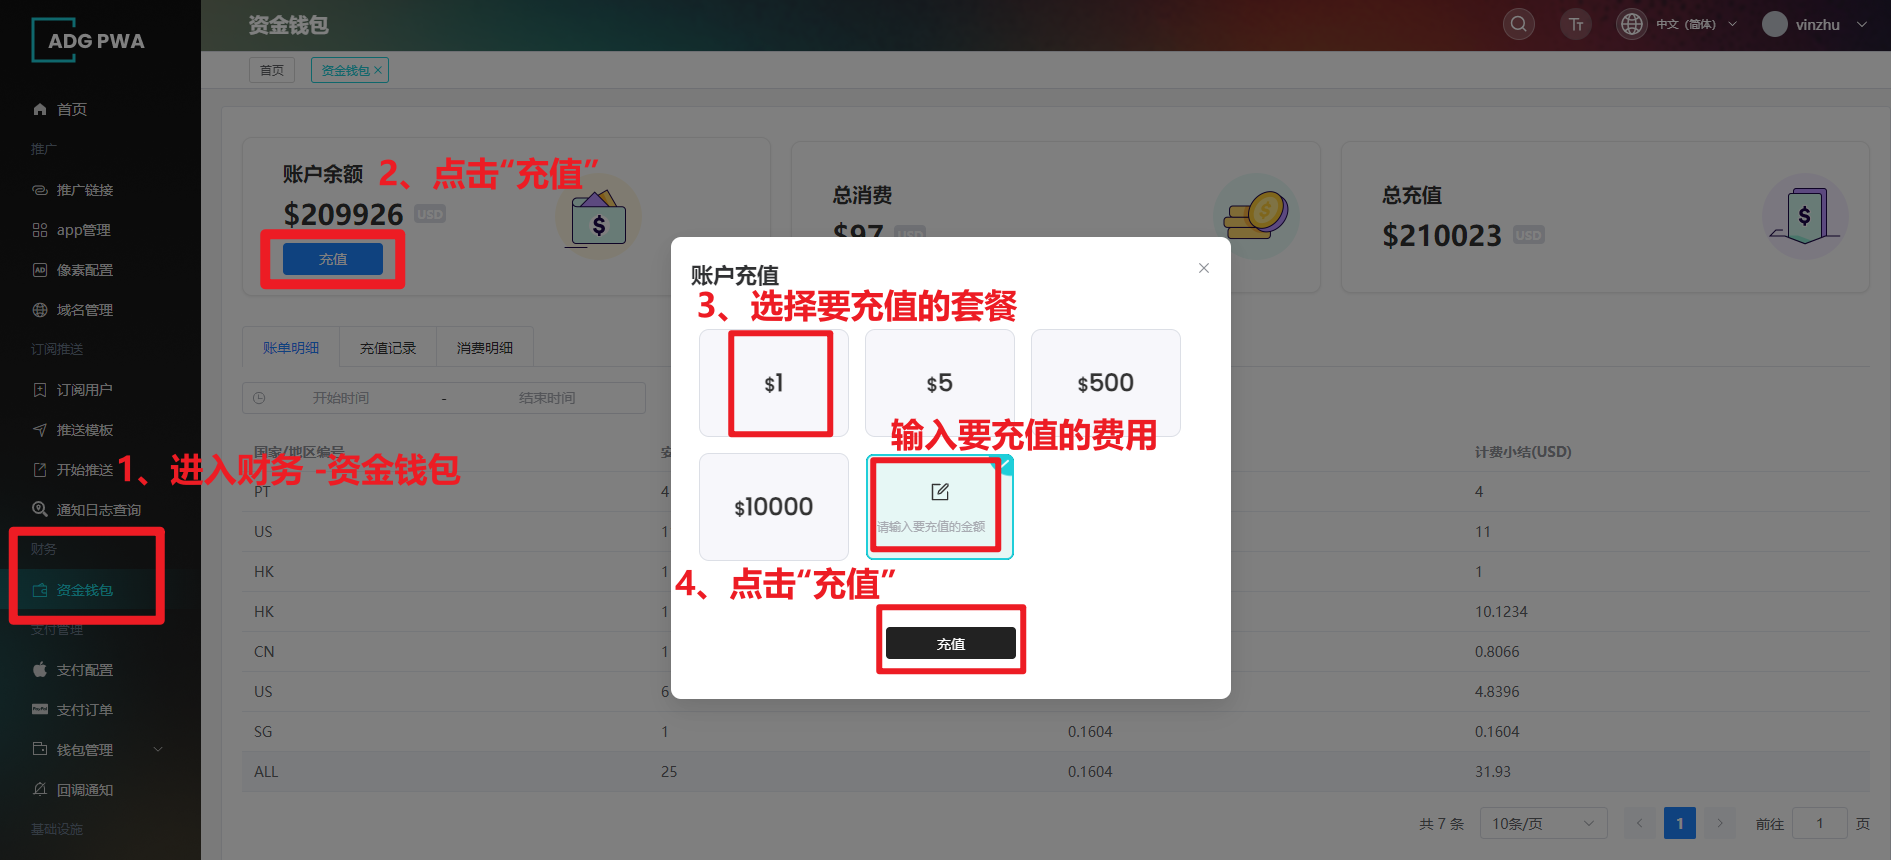 ADG PWA
资金钱包
中文（简体）
vinzhu
首页
资金钱包
首页
推广
推广链接
app管理
像素配置
域名管理
订阅推送
订阅用户
推送模板
开始推送
通知日志查询
财务
资金钱包
支付管理
支付配置
支付订单
钱包管理
回调通知
基础设施
1、进入财务 -资金钱包
账户余额
2、点击“充值”
$209926 USD
充值
总消费
$97 USD
总充值
$210023 USD
账单明细
充值记录
消费明细
开始时间 - 结束时间
国家/地区编号 安 计费小结(USD)
PT 4 4
US 1 11
HK 1 1
HK 1 10.1234
CN 1 0.8066
US 6 4.8396
SG 1 0.1604 0.1604
ALL 25 0.1604 31.93
共 7 条 10条/页 1 前往 1 页
账户充值
3、选择要充值的套餐
$1
$5
$500
输入要充值的费用
$10000
请输入要充值的金额
4、点击“充值”
充值